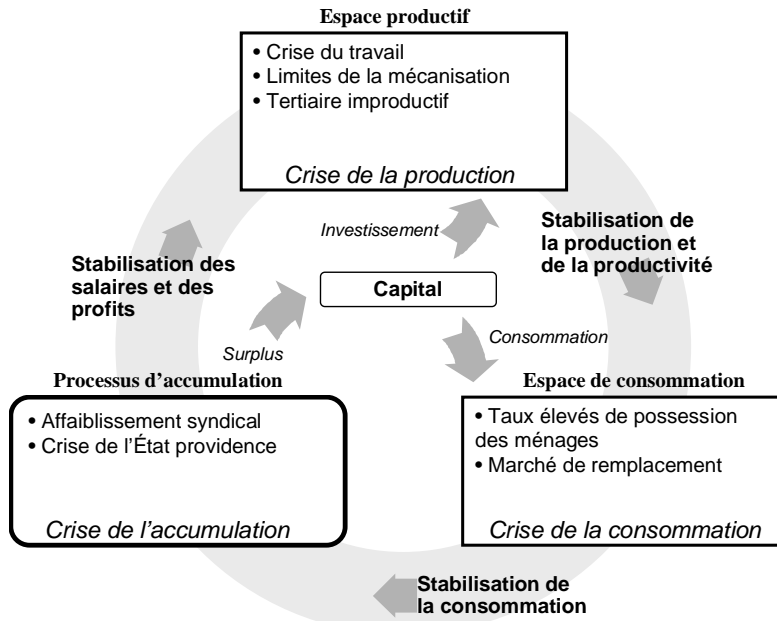 Espace productif
• Crise du travail
• Limites de la mécanisation
• Tertiaire improductif
Crise de la production
Investissement
Stabilisation de
la production et
de la productivité
Stabilisation des
salaires et des
profits
Capital
Surplus
Consommation
Processus d’accumulation
• Affaiblissement syndical
• Crise de l’État providence
Crise de l’accumulation
Espace de consommation
• Taux élevés de possession
des ménages
• Marché de remplacement
Crise de la consommation
Stabilisation de
la consommation